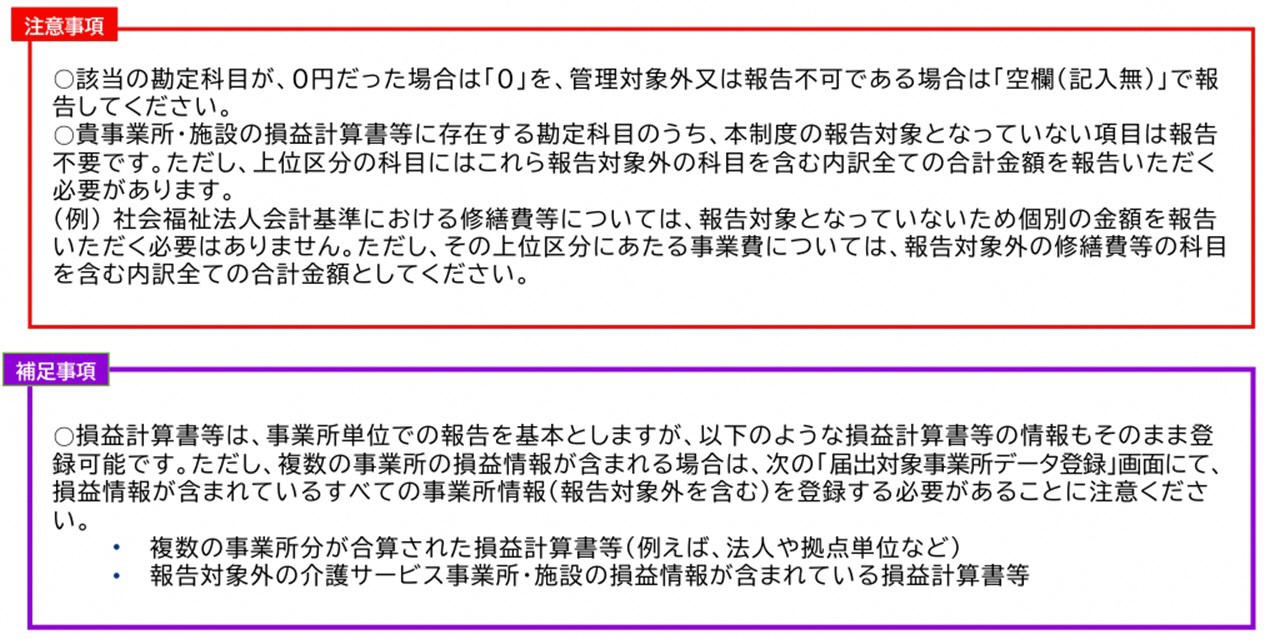 注意事項
○該当の勘定科目が、0円だった場合は「0」を、管理対象外又は報告不可である場合は「空欄（記入無）」で報
告してください。
○貴事業所・施設の損益計算書等に存在する勘定科目のうち、本制度の報告対象となっていない項目は報告
不要です。ただし、上位区分の科目にはこれら報告対象外の科目を含む内訳全ての合計金額を報告いただく
必要があります。
（例） 社会福祉法人会計基準における修繕費等については、報告対象となっていないため個別の金額を報告
いただく必要はありません。ただし、その上位区分にあたる事業費については、報告対象外の修繕費等の科目
を含む内訳全ての合計金額としてください。
補足事項
○損益計算書等は、事業所単位での報告を基本としますが、以下のような損益計算書等の情報もそのまま登
録可能です。ただし、複数の事業所の損益情報が含まれる場合は、次の「届出対象事業所データ登録」画面にて、
損益情報が含まれているすべての事業所情報（報告対象外を含む）を登録する必要があることに注意くださ
い。
• 複数の事業所分が合算された損益計算書等（例えば、法人や拠点単位など）
• 報告対象外の介護サービス事業所・施設の損益情報が含まれている損益計算書等